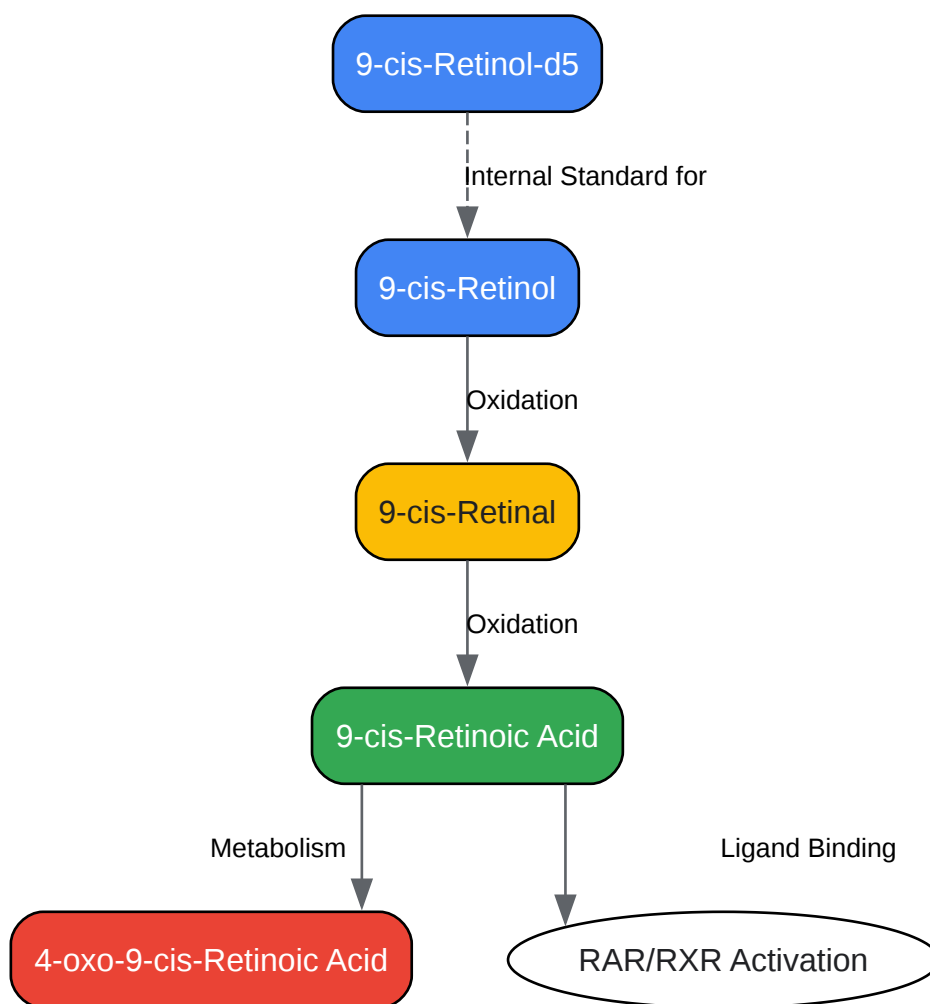 9-cis-Retinol-d5
Internal Standard for
9-cis-Retinol
Oxidation
9-cis-Retinal
Oxidation
9-cis-Retinoic Acid
Metabolism
Ligand Binding
4-oxo-9-cis-Retinoic Acid
RAR/RXR Activation